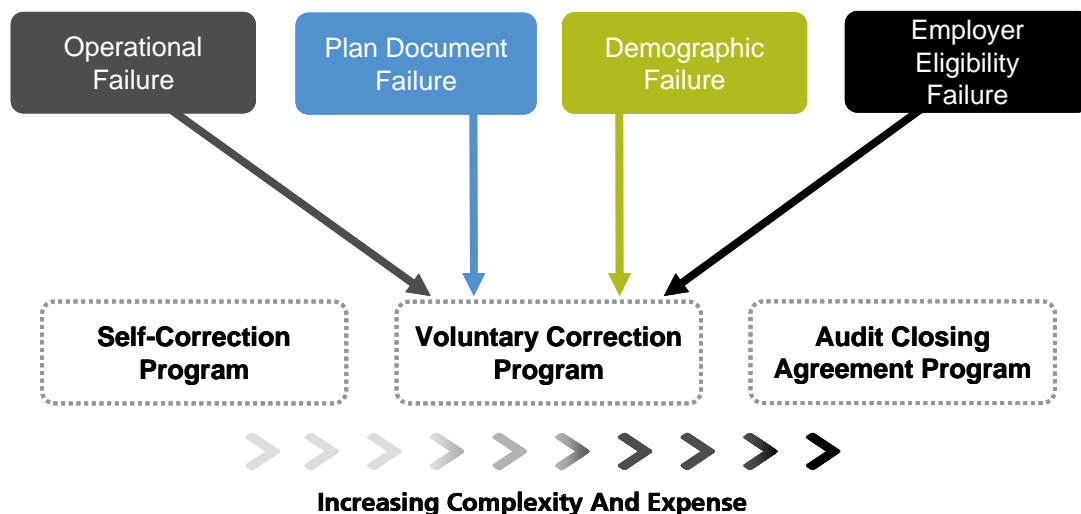 Operational
Failure
Plan Document
Failure
Demographic
Failure
Employer
Eligibility
Failure
Self-Correction
Program
Voluntary Correction
Program
Audit Closing
Agreement Program
Increasing Complexity And Expense